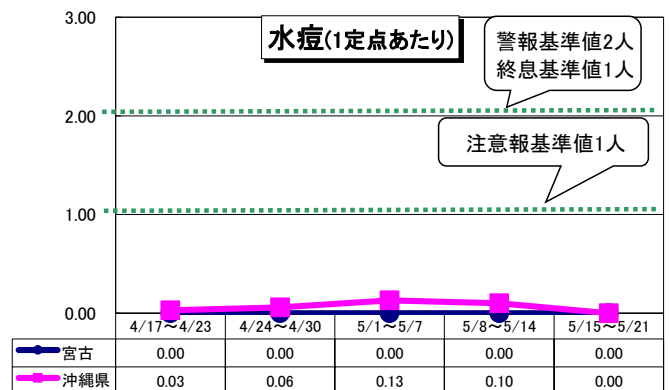 水痘(1定点あたり)
警報基準値2人
終息基準値1人
注意報基準値1人
3.00
2.00
1.00
0.00
4/17～4/23 4/24～4/30 5/1～5/7 5/8～5/14 5/15～5/21
宮古 0.00 0.00 0.00 0.00 0.00
沖縄県 0.03 0.06 0.13 0.10 0.00